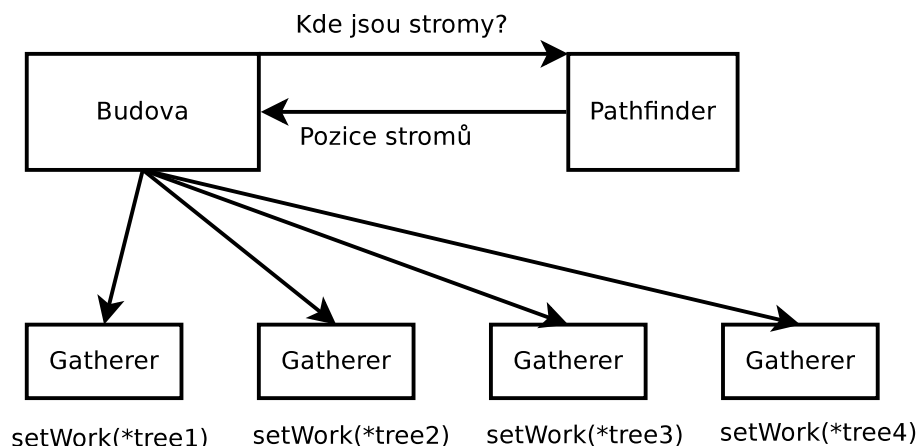 Kde jsou stromy?
Budova
Pathfinder
Pozice stromů
Gatherer
Gatherer
Gatherer
Gatherer
setWork(*tree1)
setWork(*tree2)
setWork(*tree3)
setWork(*tree4)